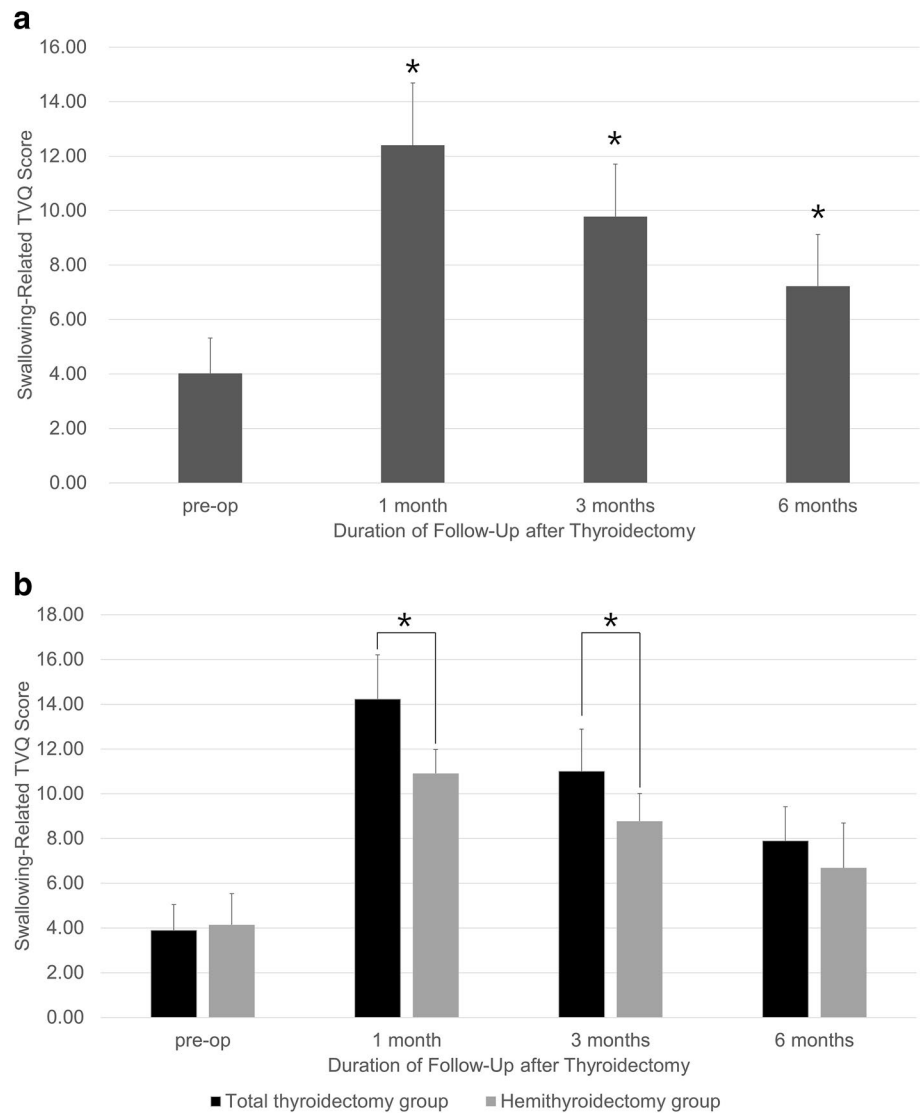 a
16.00
14.00
12.00
10.00
8.00
6.00
4.00
2.00
0.00
Swallowing-Related TVQ Score
*
*
*
pre-op 1 month 3 months 6 months
Duration of Follow-Up after Thyroidectomy
b
18.00
16.00
14.00
12.00
10.00
8.00
6.00
4.00
2.00
0.00
Swallowing-Related TVQ Score
* *
pre-op 1 month 3 months 6 months
Duration of Follow-Up after Thyroidectomy
Total thyroidectomy group Hemithyroidectomy group